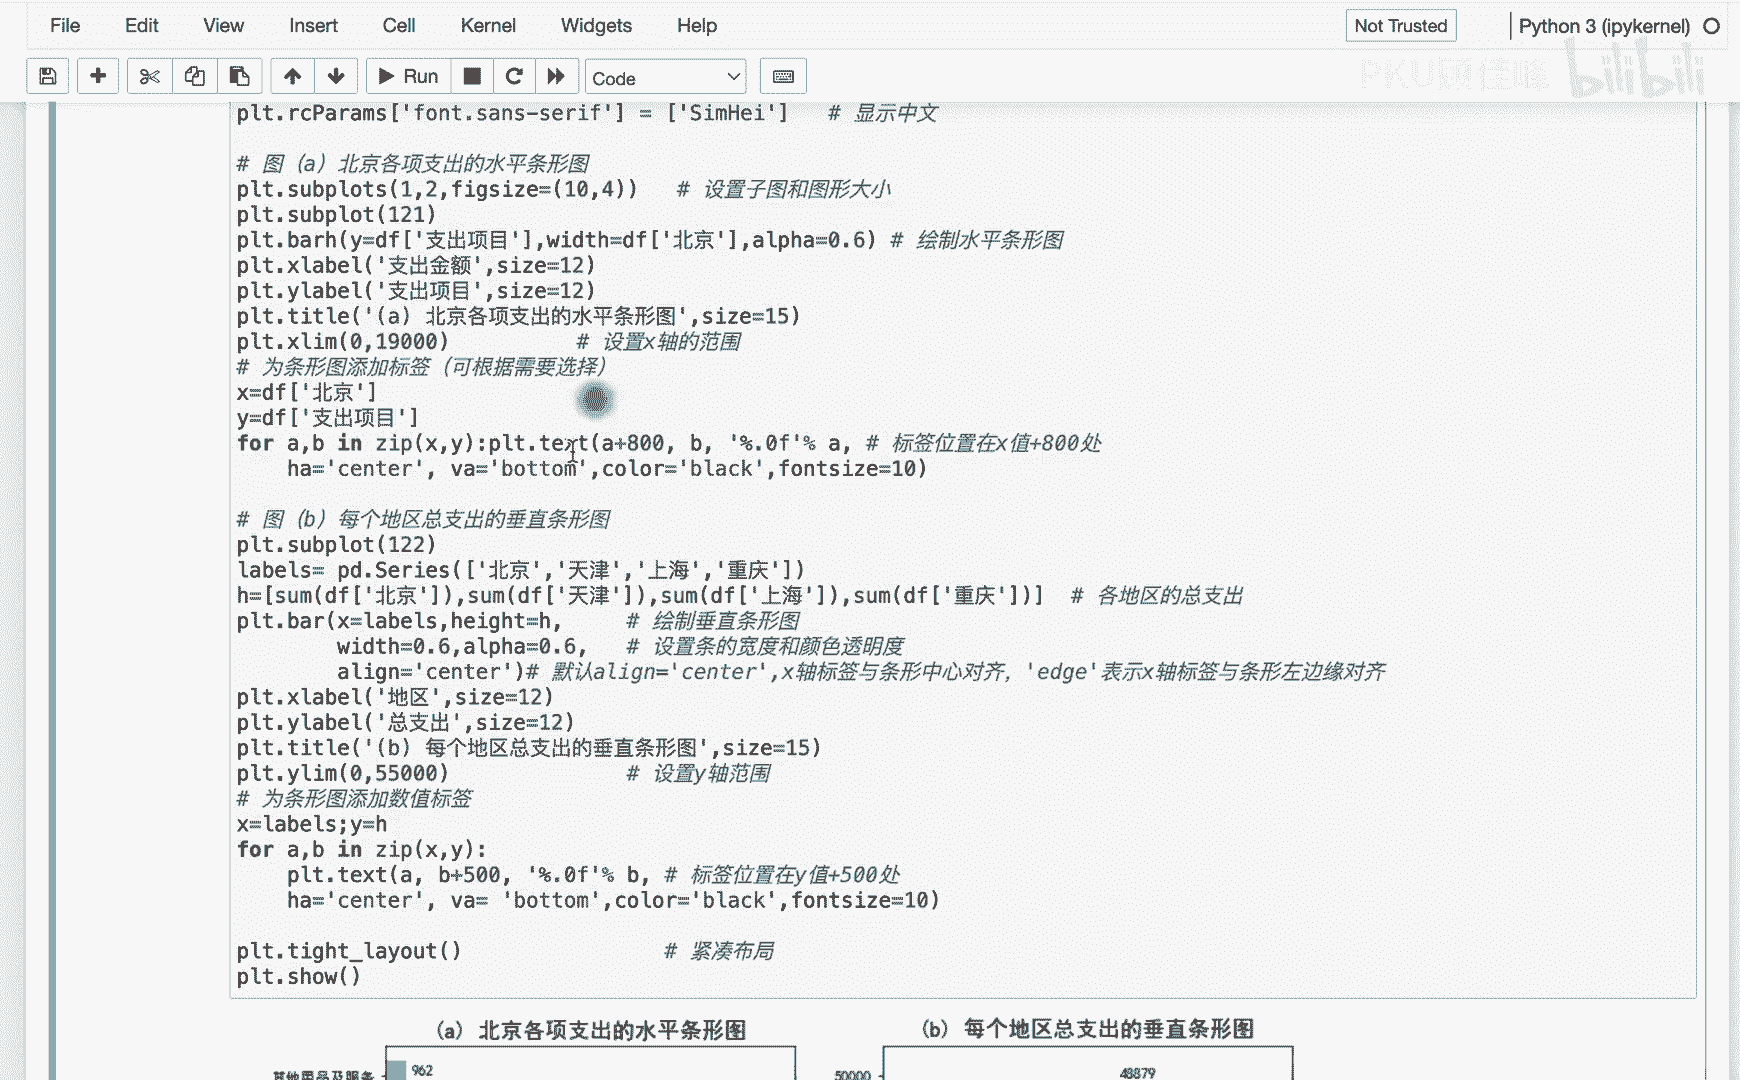 File Edit View Insert Cell Kernel Widgets Help Not Trusted Python 3 (ipykernel)
Run Code
PKU顾佳峰 bilibili
plt.rcParams['font.sans-serif'] = ['SimHei']   # 显示中文
# 图（a）北京各项支出的水平条形图
plt.subplots(1,2,figsize=(10,4))   # 设置子图和图形大小
plt.subplot(121)
plt.barh(y=df['支出项目'],width=df['北京'],alpha=0.6) # 绘制水平条形图
plt.xlabel('支出金额',size=12)
plt.ylabel('支出项目',size=12)
plt.title('(a) 北京各项支出的水平条形图',size=15)
plt.xlim(0,19000)          # 设置x轴的范围
# 为条形图添加标签（可根据需要选择）
x=df['北京']
y=df['支出项目']
for a,b in zip(x,y):plt.text(a+800, b, '%.0f'% a, # 标签位置在x值+800处
    ha='center', va='bottom',color='black',fontsize=10)
# 图（b）每个地区总支出的垂直条形图
plt.subplot(122)
labels= pd.Series(['北京','天津','上海','重庆'])
h=[sum(df['北京']),sum(df['天津']),sum(df['上海']),sum(df['重庆'])]  # 各地区的总支出
plt.bar(x=labels,height=h,     # 绘制垂直条形图
        width=0.6,alpha=0.6,   # 设置条的宽度和颜色透明度
        align='center')# 默认align='center',x轴标签与条形中心对齐，'edge'表示x轴标签与条形左边缘对齐
plt.xlabel('地区',size=12)
plt.ylabel('总支出',size=12)
plt.title('(b) 每个地区总支出的垂直条形图',size=15)
plt.ylim(0,55000)              # 设置y轴范围
# 为条形图添加数值标签
x=labels;y=h
for a,b in zip(x,y):
    plt.text(a, b+500, '%.0f'% b, # 标签位置在y值+500处
    ha='center', va= 'bottom',color='black',fontsize=10)
plt.tight_layout()                # 紧凑布局
plt.show()
(a) 北京各项支出的水平条形图 (b) 每个地区总支出的垂直条形图
其他用品及服务 962 50000 48879